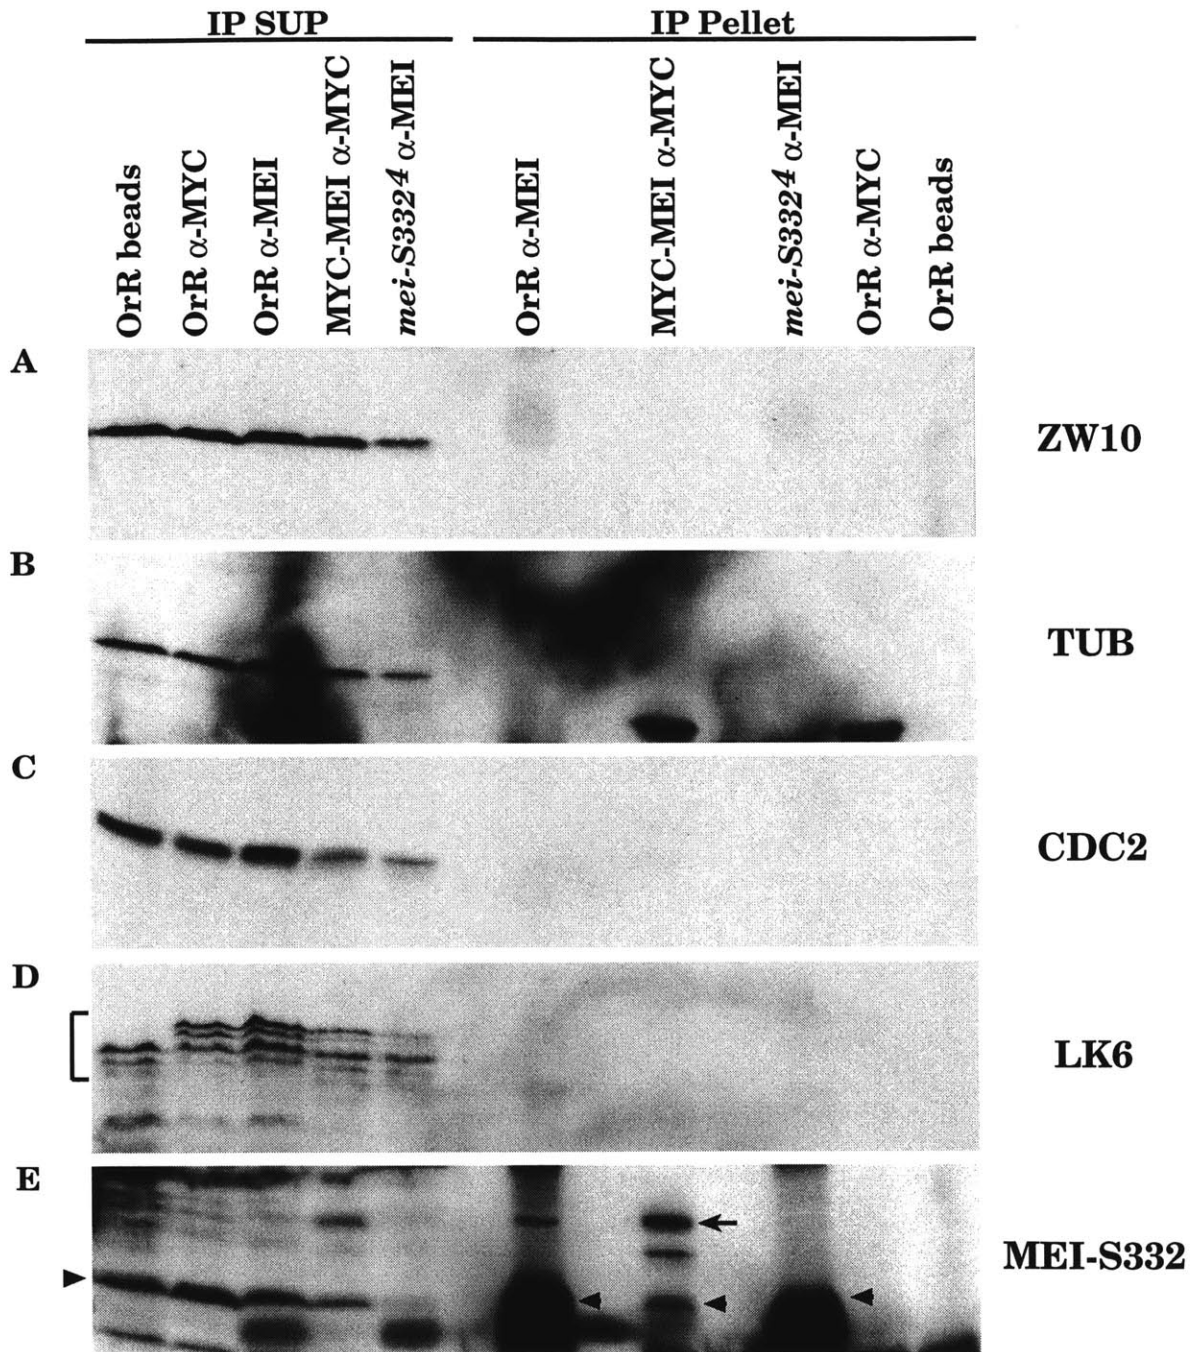 IP SUP
IP Pellet
OrR beads
OrR α-MYC
OrR α-MEI
MYC-MEI α-MYC
mei-S332⁴ α-MEI
OrR α-MEI
MYC-MEI α-MYC
mei-S332⁴ α-MEI
OrR α-MYC
OrR beads
A
ZW10
B
TUB
C
CDC2
D
LK6
E
MEI-S332